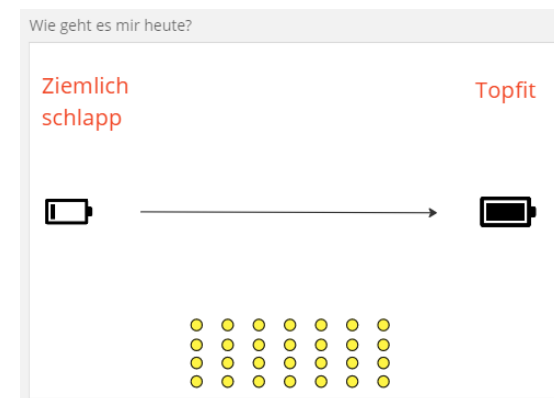 Wie geht es mir heute?
Ziemlich
schlapp
Topfit